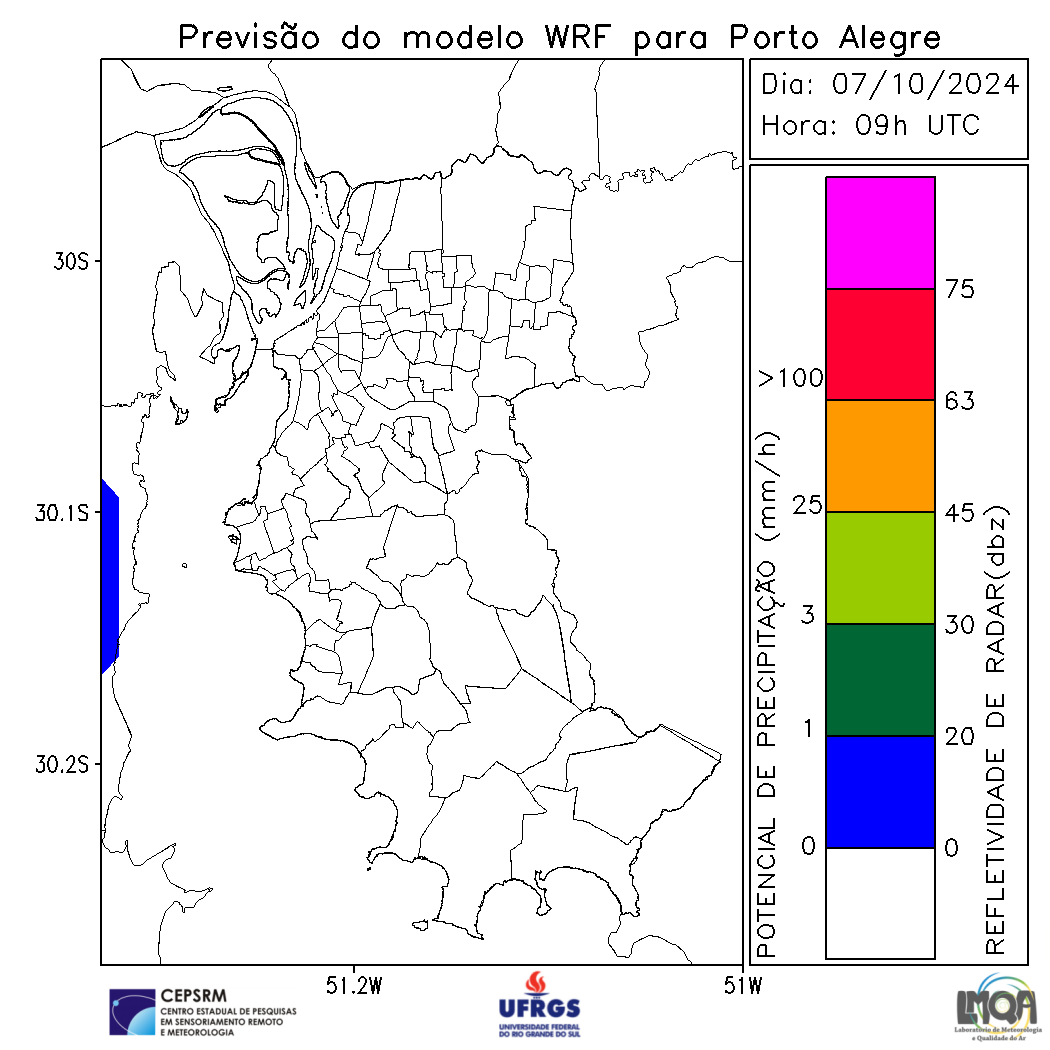 Previsão do modelo WRF para Porto Alegre
Dia: 07/10/2024
Hora: 09h UTC
30S
30.1S
30.2S
51.2W
51W
POTENCIAL DE PRECIPITAÇÃO (mm/h)
>100
25
3
1
0
75
63
45
30
20
0
REFLETIVIDADE DE RADAR(dbz)
CEPSRM
CENTRO ESTADUAL DE PESQUISAS
EM SENSORIAMENTO REMOTO
E METEOROLOGIA
UFRGS
UNIVERSIDADE FEDERAL
DO RIO GRANDE DO SUL
LMQA
Laboratório de Meteorologia
e Qualidade do Ar